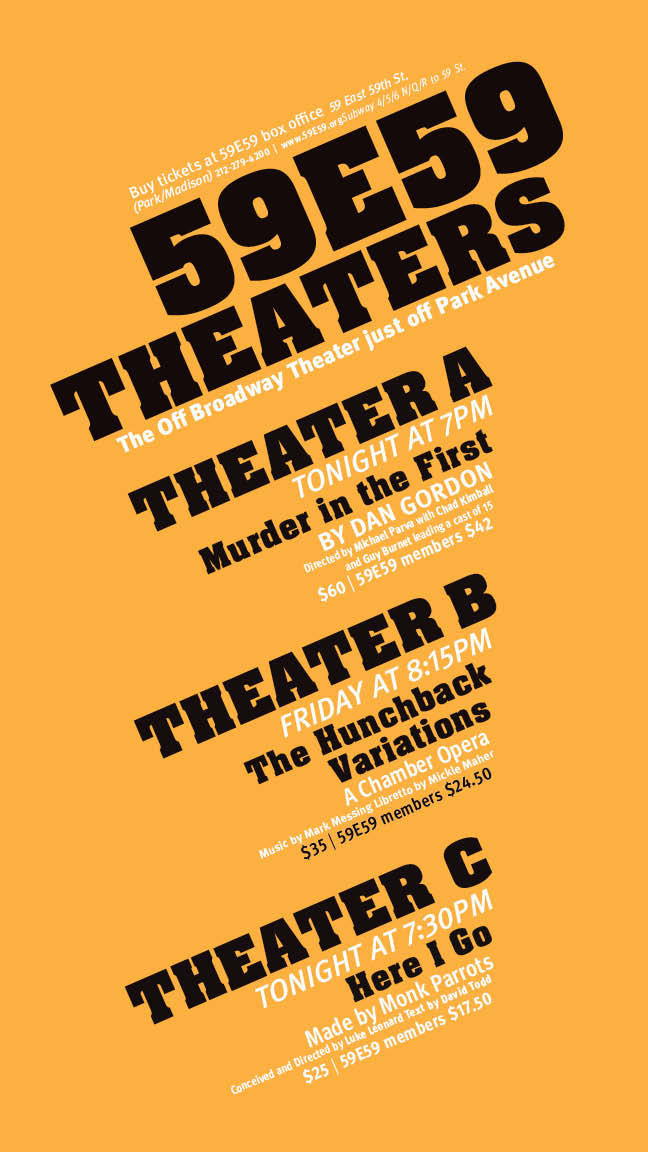 Buy tickets at 59E59 box office 59 East 59th St.
(Park/Madison) 212-279-4200 | www.59E59.orgSubway 4/5/6 N/Q/R to 59 St.
59E59
THEATERS
The Off Broadway Theater just off Park Avenue
THEATER A
TONIGHT AT 7PM
Murder in the First
BY DAN GORDON
Directed by Michael Parva with Chad Kimball
and Guy Burnet leading a cast of 15
$60 | 59E59 members $42
THEATER B
FRIDAY AT 8:15PM
The Hunchback
Variations
A Chamber Opera
Music by Mark Messing Libretto by Mickle Maher
$35 | 59E59 members $24.50
THEATER C
TONIGHT AT 7:30PM
Here I Go
Made by Monk Parrots
Conceived and Directed by Luke Leonard Text by David Todd
$25 | 59E59 members $17.50